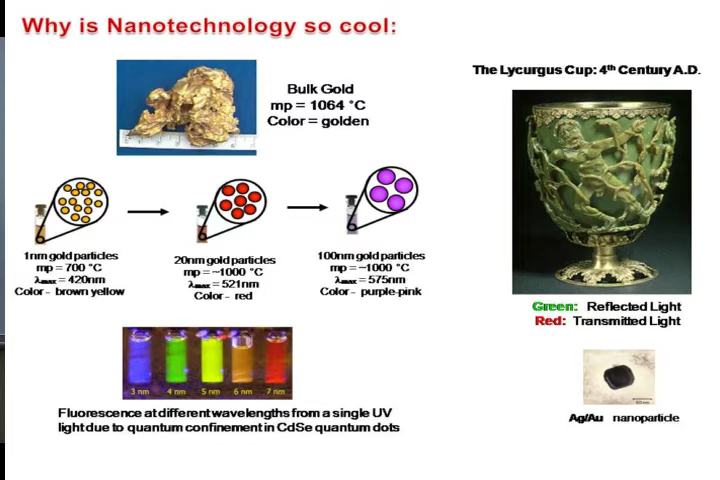 Why is Nanotechnology so cool:
The Lycurgus Cup: 4th Century A.D.
Bulk Gold
mp = 1064 °C
Color = golden
1nm gold particles
mp = 700 °C
λmax = 420nm
Color - brown yellow
20nm gold particles
mp = ~1000 °C
λmax = 521nm
Color - red
100nm gold particles
mp = ~1000 °C
λmax = 575nm
Color - purple-pink
Green: Reflected Light
Red: Transmitted Light
3 nm 4 nm 5 nm 6 nm 7 nm
Fluorescence at different wavelengths from a single UV
light due to quantum confinement in CdSe quantum dots
Ag/Au nanoparticle